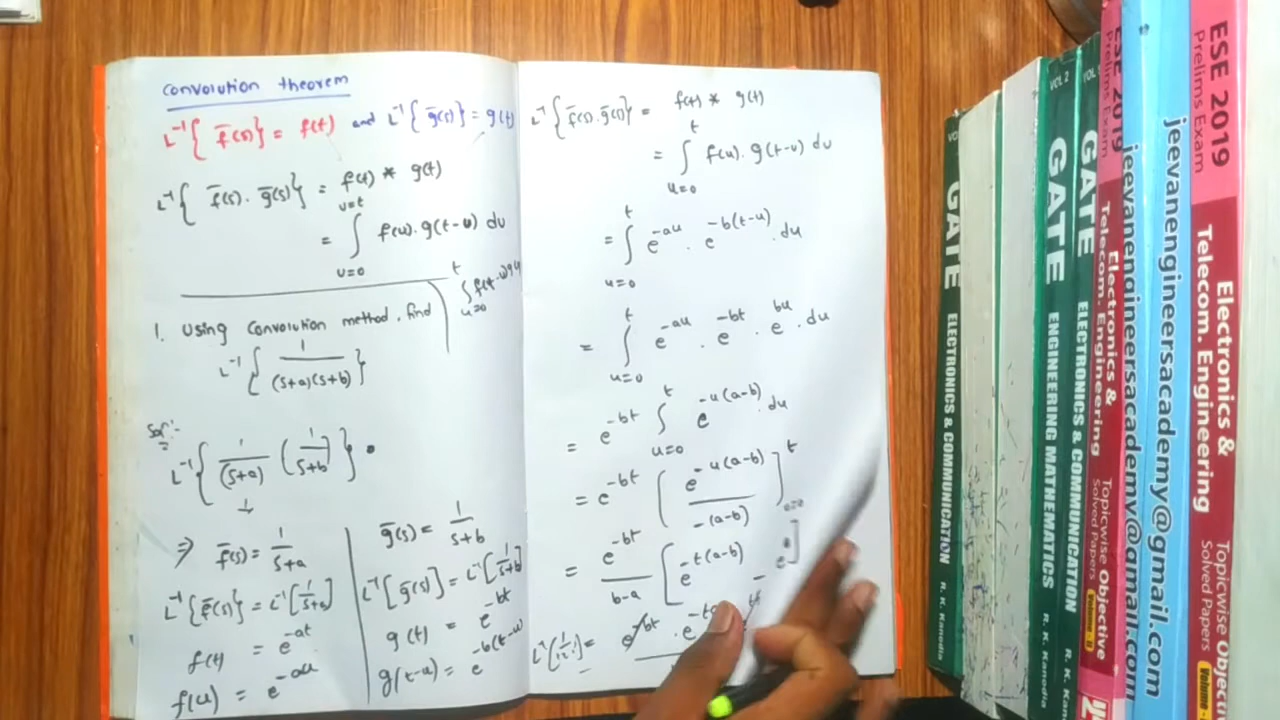 convolution theorem
L⁻¹{ f̄(s)} = f(t) and L⁻¹{ ḡ(s)} = g(t)
L⁻¹{ f̄(s). ḡ(s)} = f(t) * g(t)
u=t
= ∫ f(u). g(t-u) du
u=0
1. Using convolution method, find
L⁻¹{ 1/((s+a)(s+b)) }
Sol:-
L⁻¹{ 1/(s+a) (1/(s+b)) }
⇒ f̄(s) = 1/(s+a)
L⁻¹{f̄(s)} = L⁻¹[1/(s+a)]
f(t) = e^{-at}
f(u) = e^{-au}
ḡ(s) = 1/(s+b)
L⁻¹[ḡ(s)] = L⁻¹[1/(s+b)]
g(t) = e^{-bt}
g(t-u) = e^{-b(t-u)}
L⁻¹{f̄(s). ḡ(s)} = f(t) * g(t)
t
= ∫ f(u). g(t-u) du
u=0
t
= ∫ e^{-au} . e^{-b(t-u)} . du
u=0
t
= ∫ e^{-au} . e^{-bt} . e^{bu} . du
u=0
t
= e^{-bt} ∫ e^{-u(a-b)} . du
u=0
= e^{-bt} [ e^{-u(a-b)} / -(a-b) ]^t
= e^{-bt}/(b-a) [ e^{-t(a-b)} -
GATE
ELECTRONICS & COMMUNICATION
R. K. Kanodia
VOL 2
GATE
ENGINEERING MATHEMATICS
R. K. Kanodia
GATE
ELECTRONICS & COMMUNICATION
ESE 2019
Prelims Exam
Electronics &
Telecom. Engineering
Topicwise Objective
Solved Papers
jeevanengineersacademy@gmail.com
ESE 2019
Prelims Exam
Electronics &
Telecom. Engineering
Topicwise Objective
Solved Papers